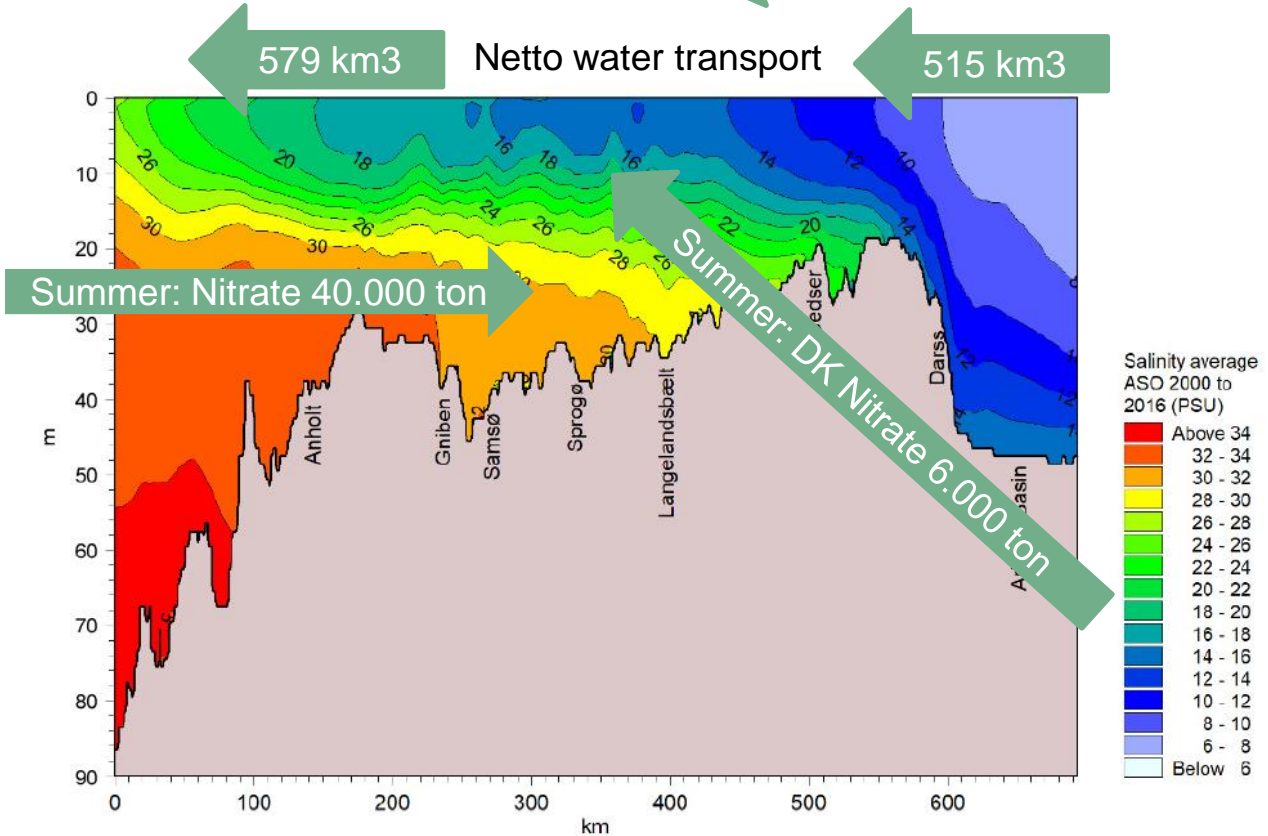 579 km3
Netto water transport
515 km3
0
10
20
30
40
50
60
70
80
90
m
26
20
18
16
18
16
14
12
10
30
26
30
24
26
28
26
22
20
14
12
12
Summer: Nitrate 40.000 ton
Summer: DK Nitrate 6.000 ton
Anholt
Gniben
Samsø
Sprogø
Langelandsbælt
Darss
0
100
200
300
400
500
600
km
Salinity average
ASO 2000 to
2016 (PSU)
Above 34
32 - 34
30 - 32
28 - 30
26 - 28
24 - 26
22 - 24
20 - 22
18 - 20
16 - 18
14 - 16
12 - 14
10 - 12
8 - 10
6 - 8
Below 6